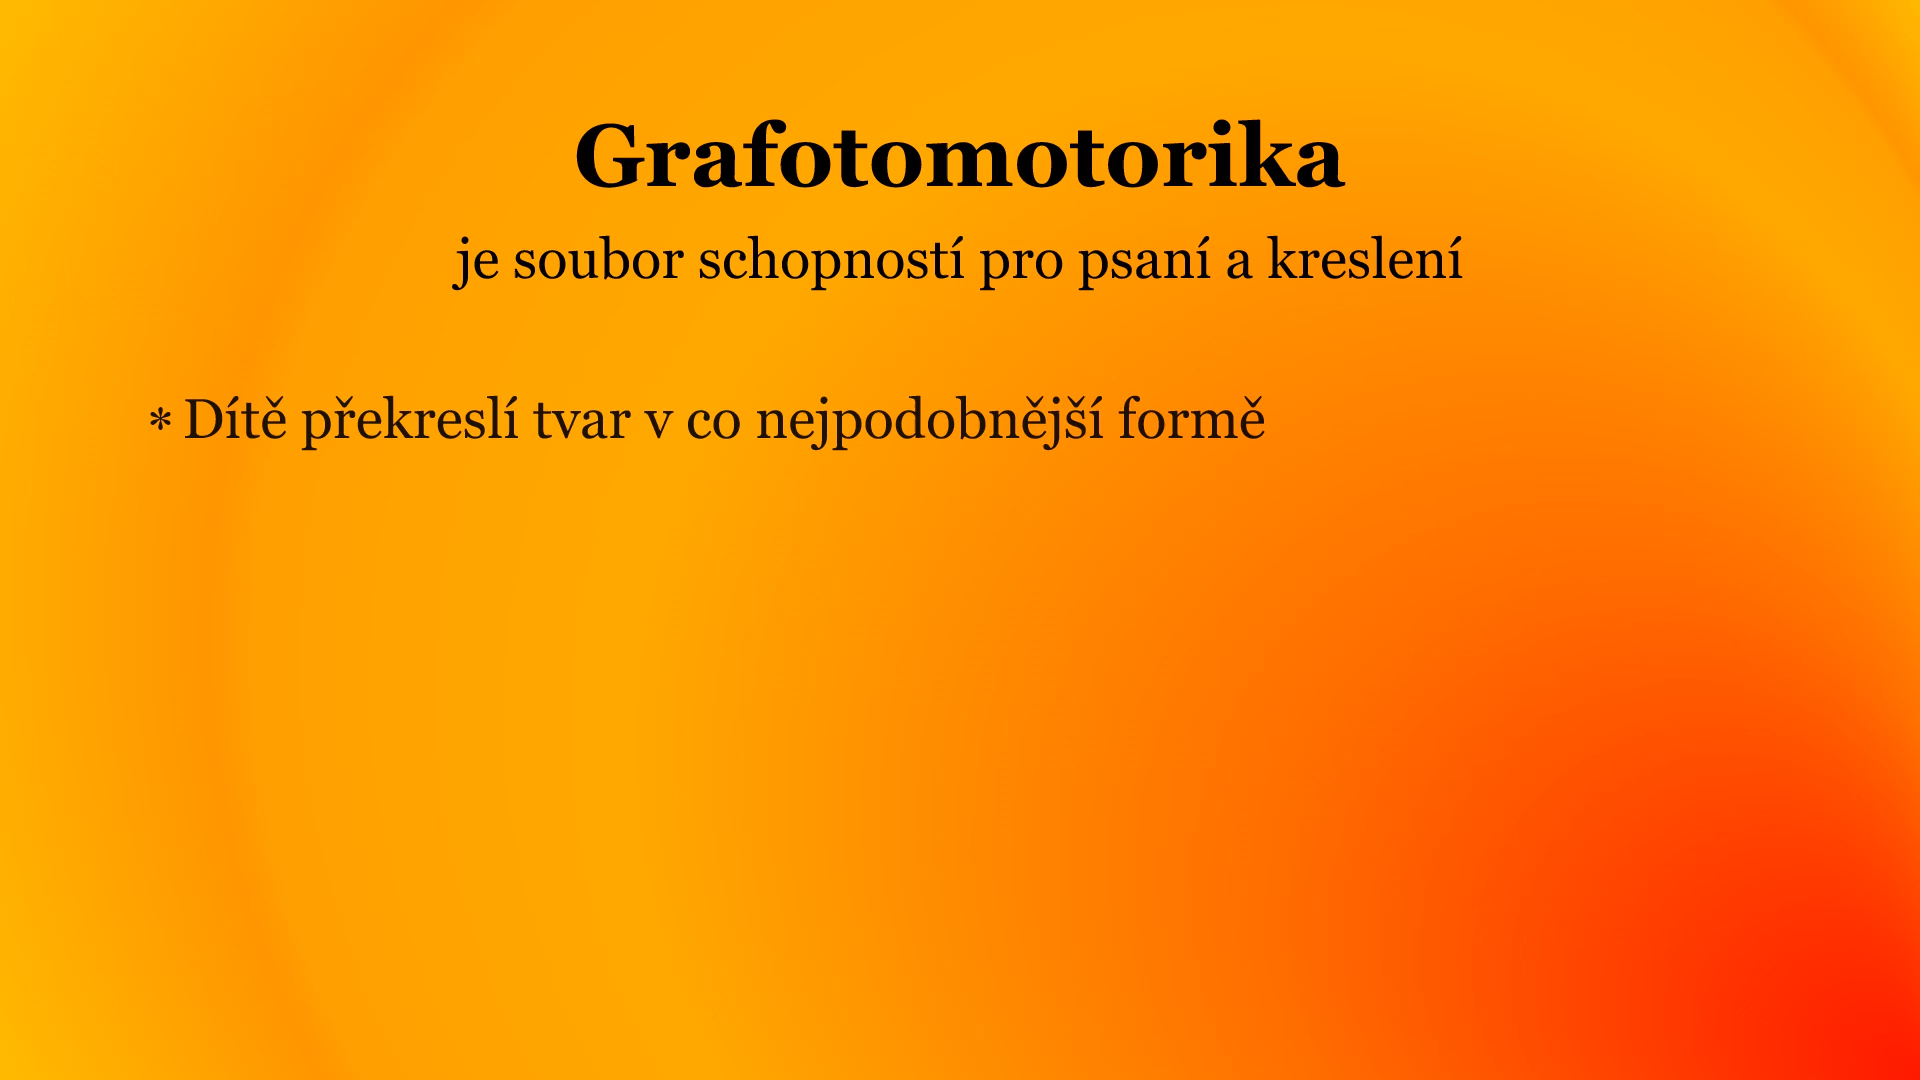 Grafotomotorika
je soubor schopností pro psaní a kreslení
* Dítě překreslí tvar v co nejpodobnější formě